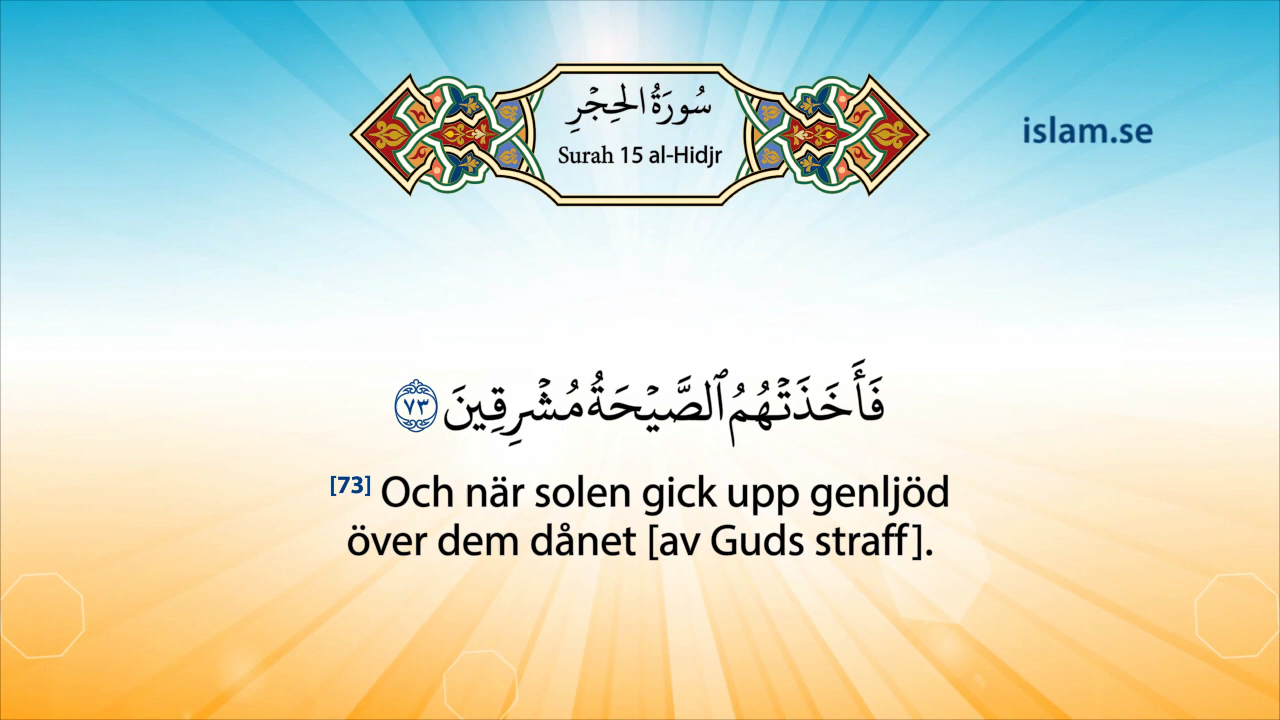 سُورَةُ الحِجْرِ
Surah 15 al-Hidjr
islam.se
فَأَخَذَتْهُمُ ٱلصَّيْحَةُ مُشْرِقِينَ ٧٣
[73] Och när solen gick upp genljöd
över dem dånet [av Guds straff].